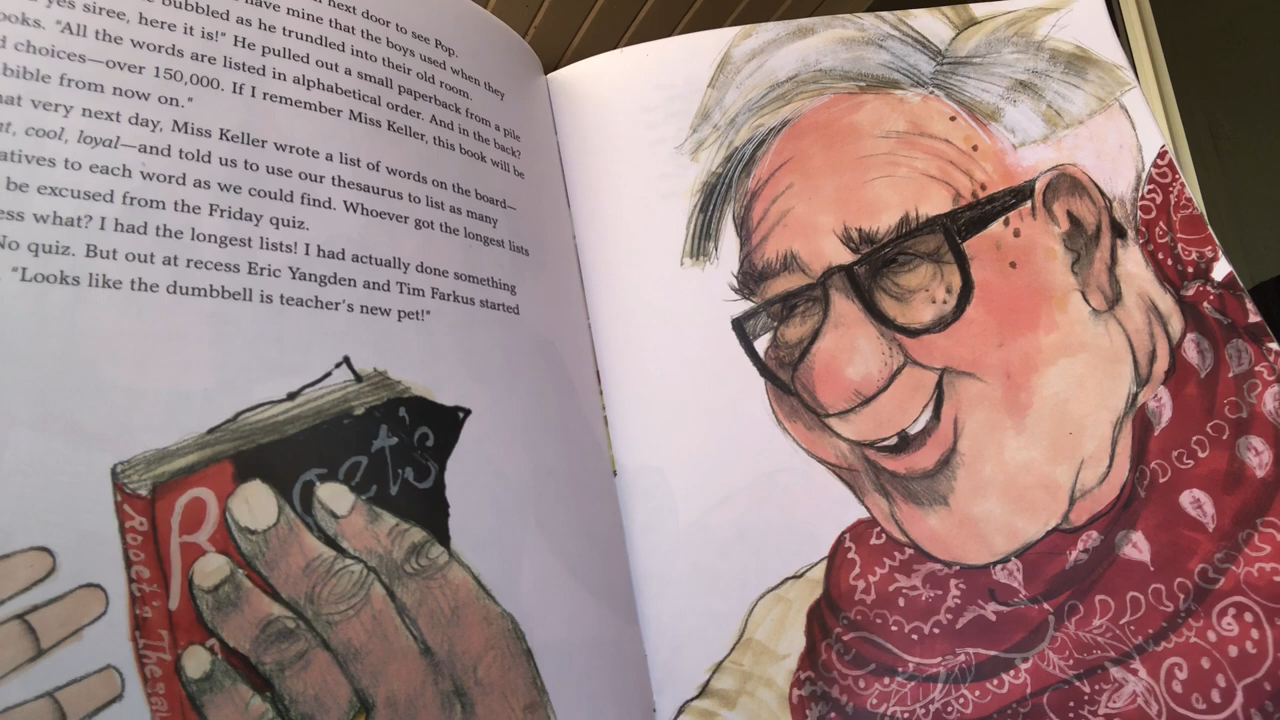 next door to see Pop.
have mine that the boys used when they
bubbled as he trundled into their old room.
yes siree, here it is!" He pulled out a small paperback from a pile
ooks. "All the words are listed in alphabetical order. And in the back?
d choices—over 150,000. If I remember Miss Keller, this book will be
bible from now on."
hat very next day, Miss Keller wrote a list of words on the board—
nt, cool, loyal—and told us to use our thesaurus to list as many
atives to each word as we could find. Whoever got the longest lists
be excused from the Friday quiz.
ess what? I had the longest lists! I had actually done something
No quiz. But out at recess Eric Yangden and Tim Farkus started
"Looks like the dumbbell is teacher's new pet!"
R get's